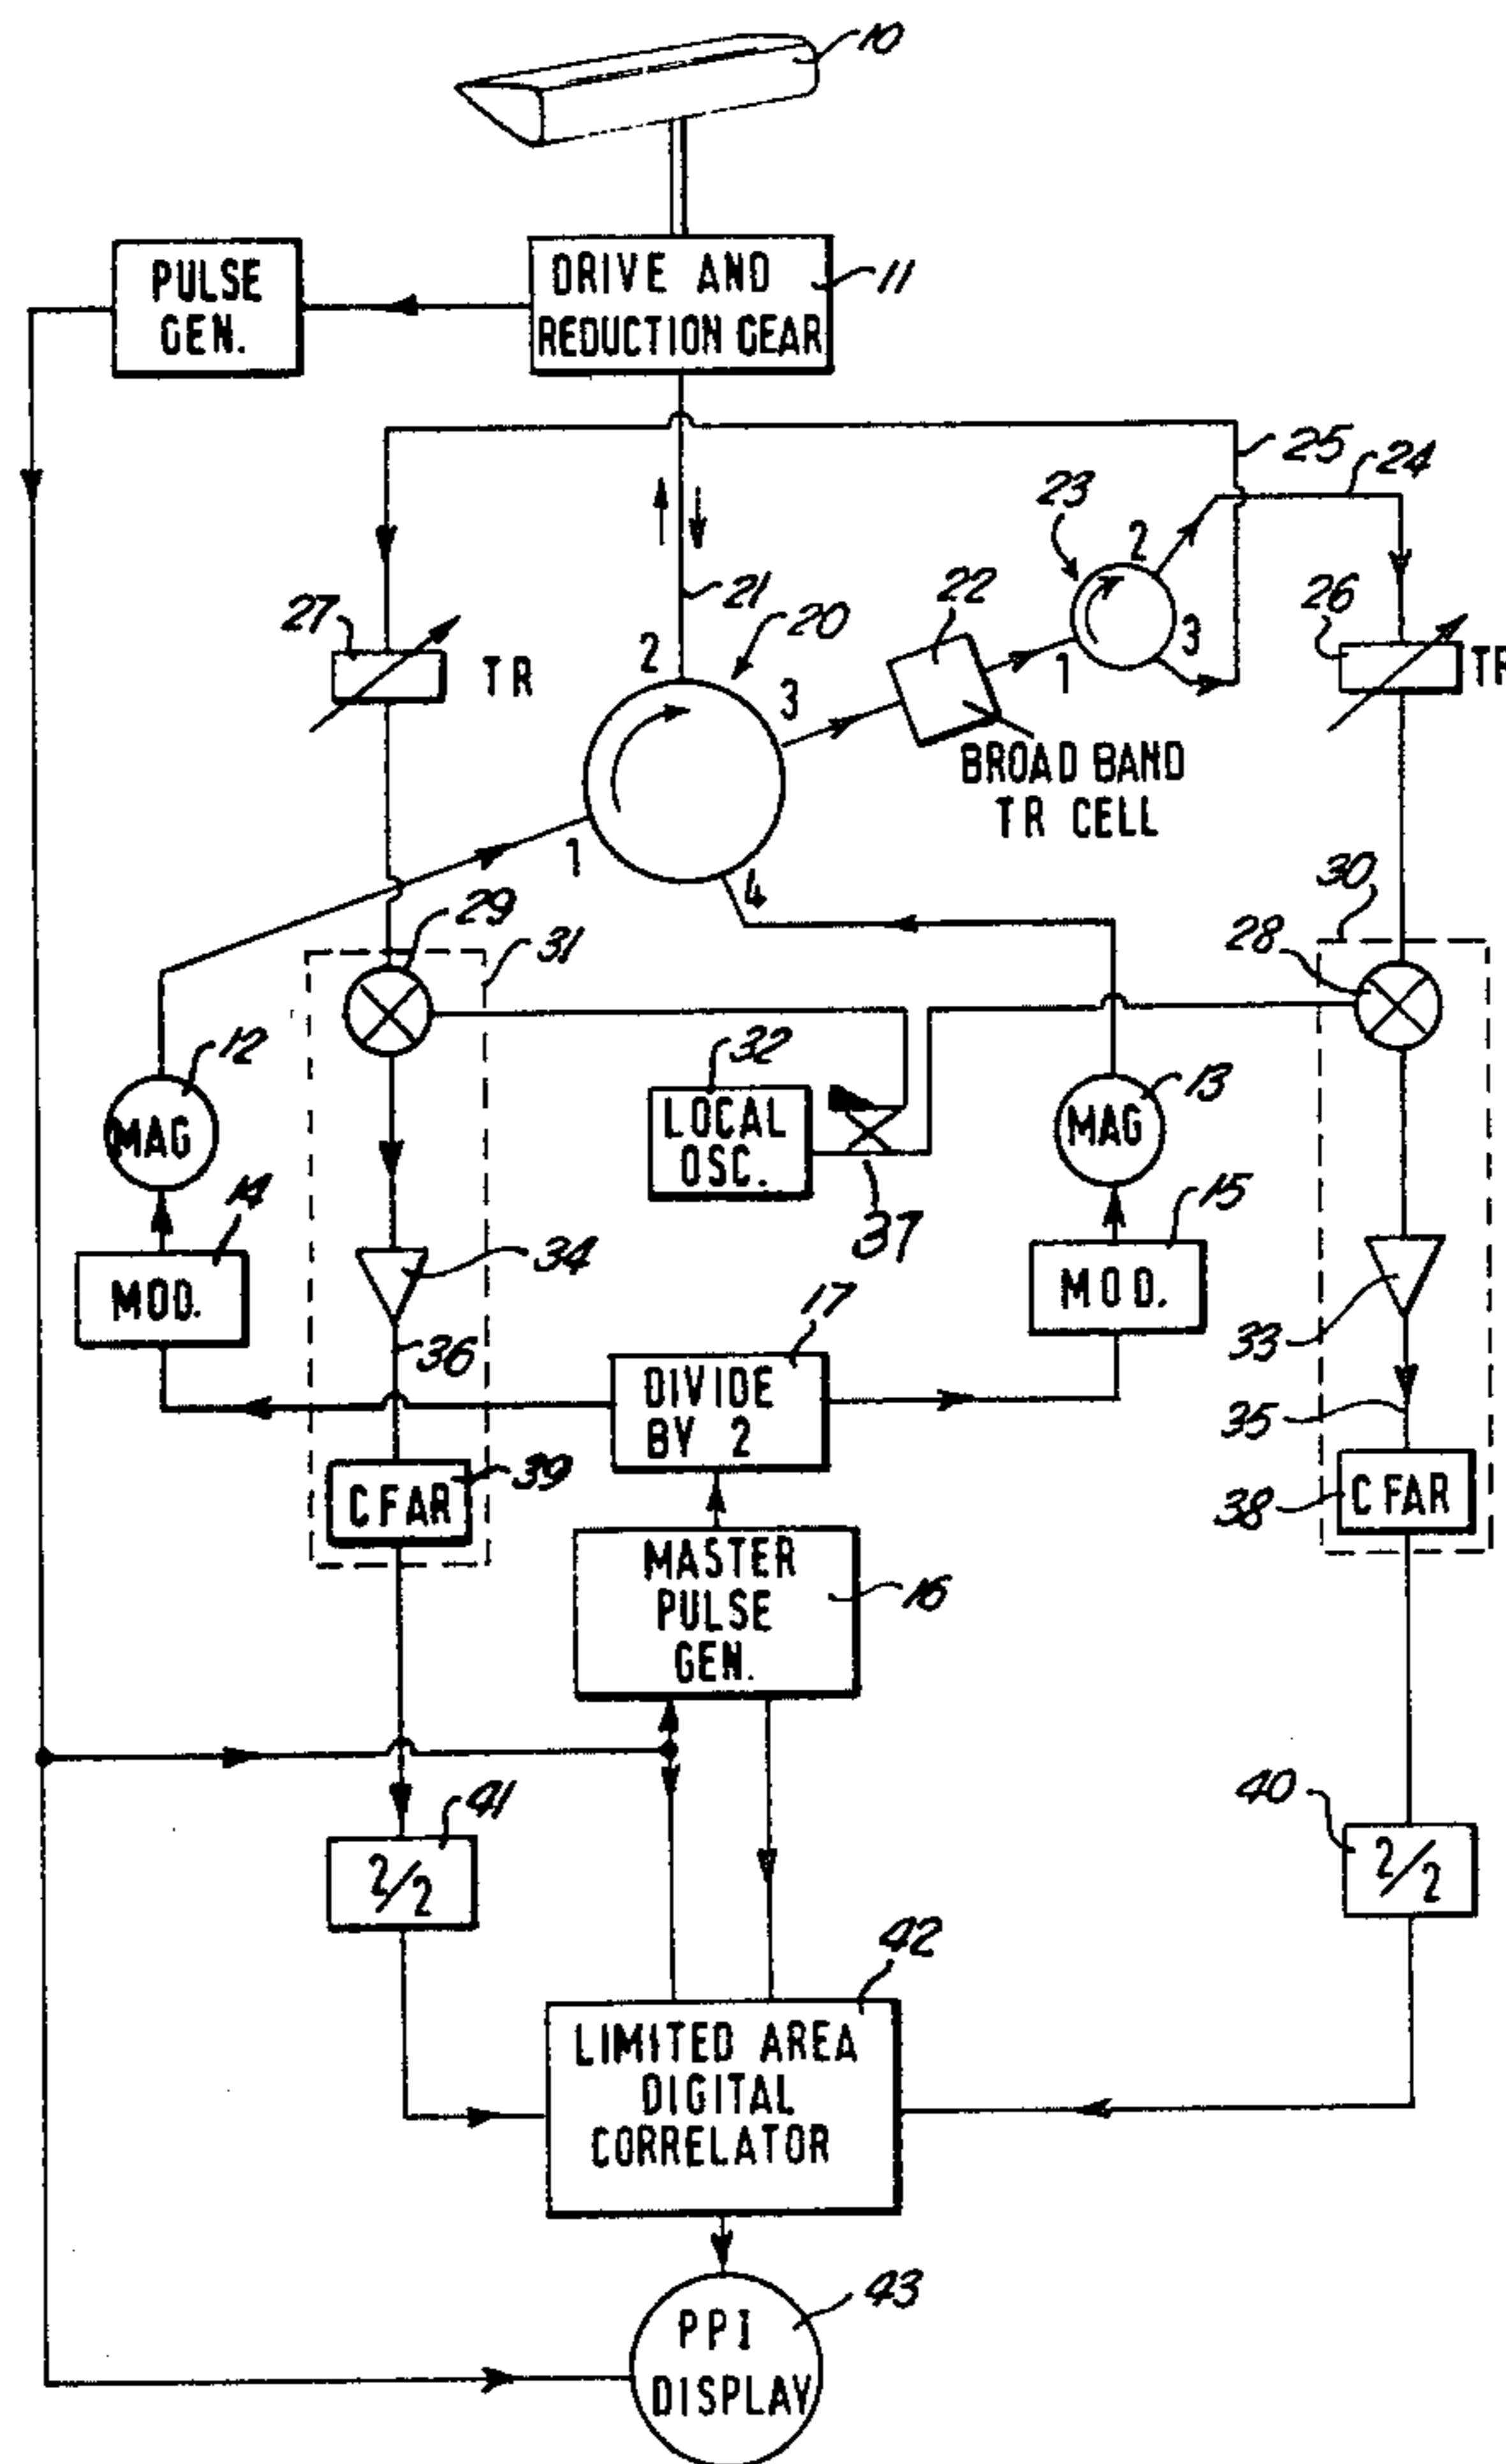 10
PULSE
GEN.
DRIVE AND
REDUCTION GEAR
11
25
24
23
2
22
21
20
27
TR
2
3
1
3
26
TR
BROAD BAND
TR CELL
1
4
30
29
31
28
12
32
13
MAG
LOCAL
OSC.
MAG
14
37
15
MOD.
34
17
MOD.
33
36
DIVIDE
BY 2
35
39
CFAR
38
CFAR
MASTER
PULSE
GEN.
16
41
40
2/2
2/2
42
LIMITED AREA
DIGITAL
CORRELATOR
43
PPI
DISPLAY